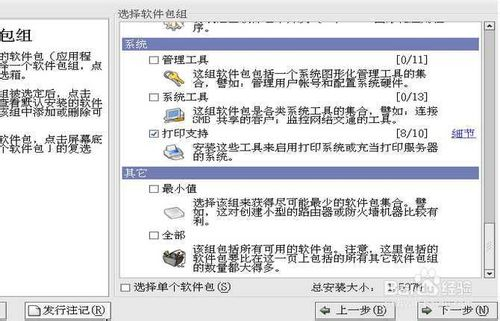 包组
的软件包（应用程
择一个软件包组，点
选箱。
组被选定后，点击
查看默认安装的软件
该组中添加或删除可
软件包，点击屏幕底
个软件包」的复选
发行注记(R)
选择软件包组
序。
系统
管理工具 [0/11]
这组软件包包括一个系统图形化管理工具的集
合，譬如：管理用户帐号和配置系统硬件。
系统工具 [0/13]
这组软件包是各类系统工具的集合，譬如：连接
SMB 共享的客户；监控网络交通的工具。
打印支持 [8/10] 细节
安装这些工具来启用打印系统或充当打印服务器
的系统。
其它
最小值
选择该组来获得尽可能最少的软件包集合。譬
如，这对创建小型的路由器或防火墙机器比较有
利。
全部
该组包括所有可用的软件包。注意，这里包括的
软件包要比在这一页上包括的所有其它软件包组
的数量都大得多。
选择单个软件包(S) 总安装大小：
上一步(B) 下一步(N)